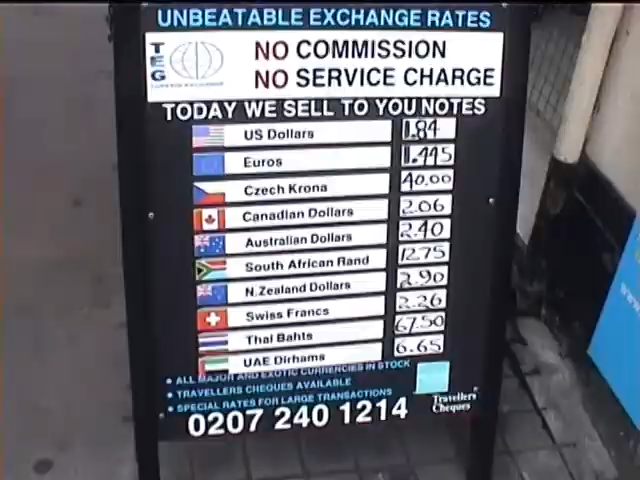 UNBEATABLE EXCHANGE RATES
TEG
NO COMMISSION
NO SERVICE CHARGE
TODAY WE SELL TO YOU NOTES
US Dollars 1.84
Euros 1.445
Czech Krona 40.00
Canadian Dollars 2.06
Australian Dollars 2.40
South African Rand 12.75
N.Zealand Dollars 2.90
Swiss Francs 2.26
Thai Bahts 67.50
UAE Dirhams 6.65
• ALL MAJOR AND EXOTIC CURRENCIES IN STOCK
• TRAVELLERS CHEQUES AVAILABLE
• SPECIAL RATES FOR LARGE TRANSACTIONS
Travellers
Cheques
0207 240 1214